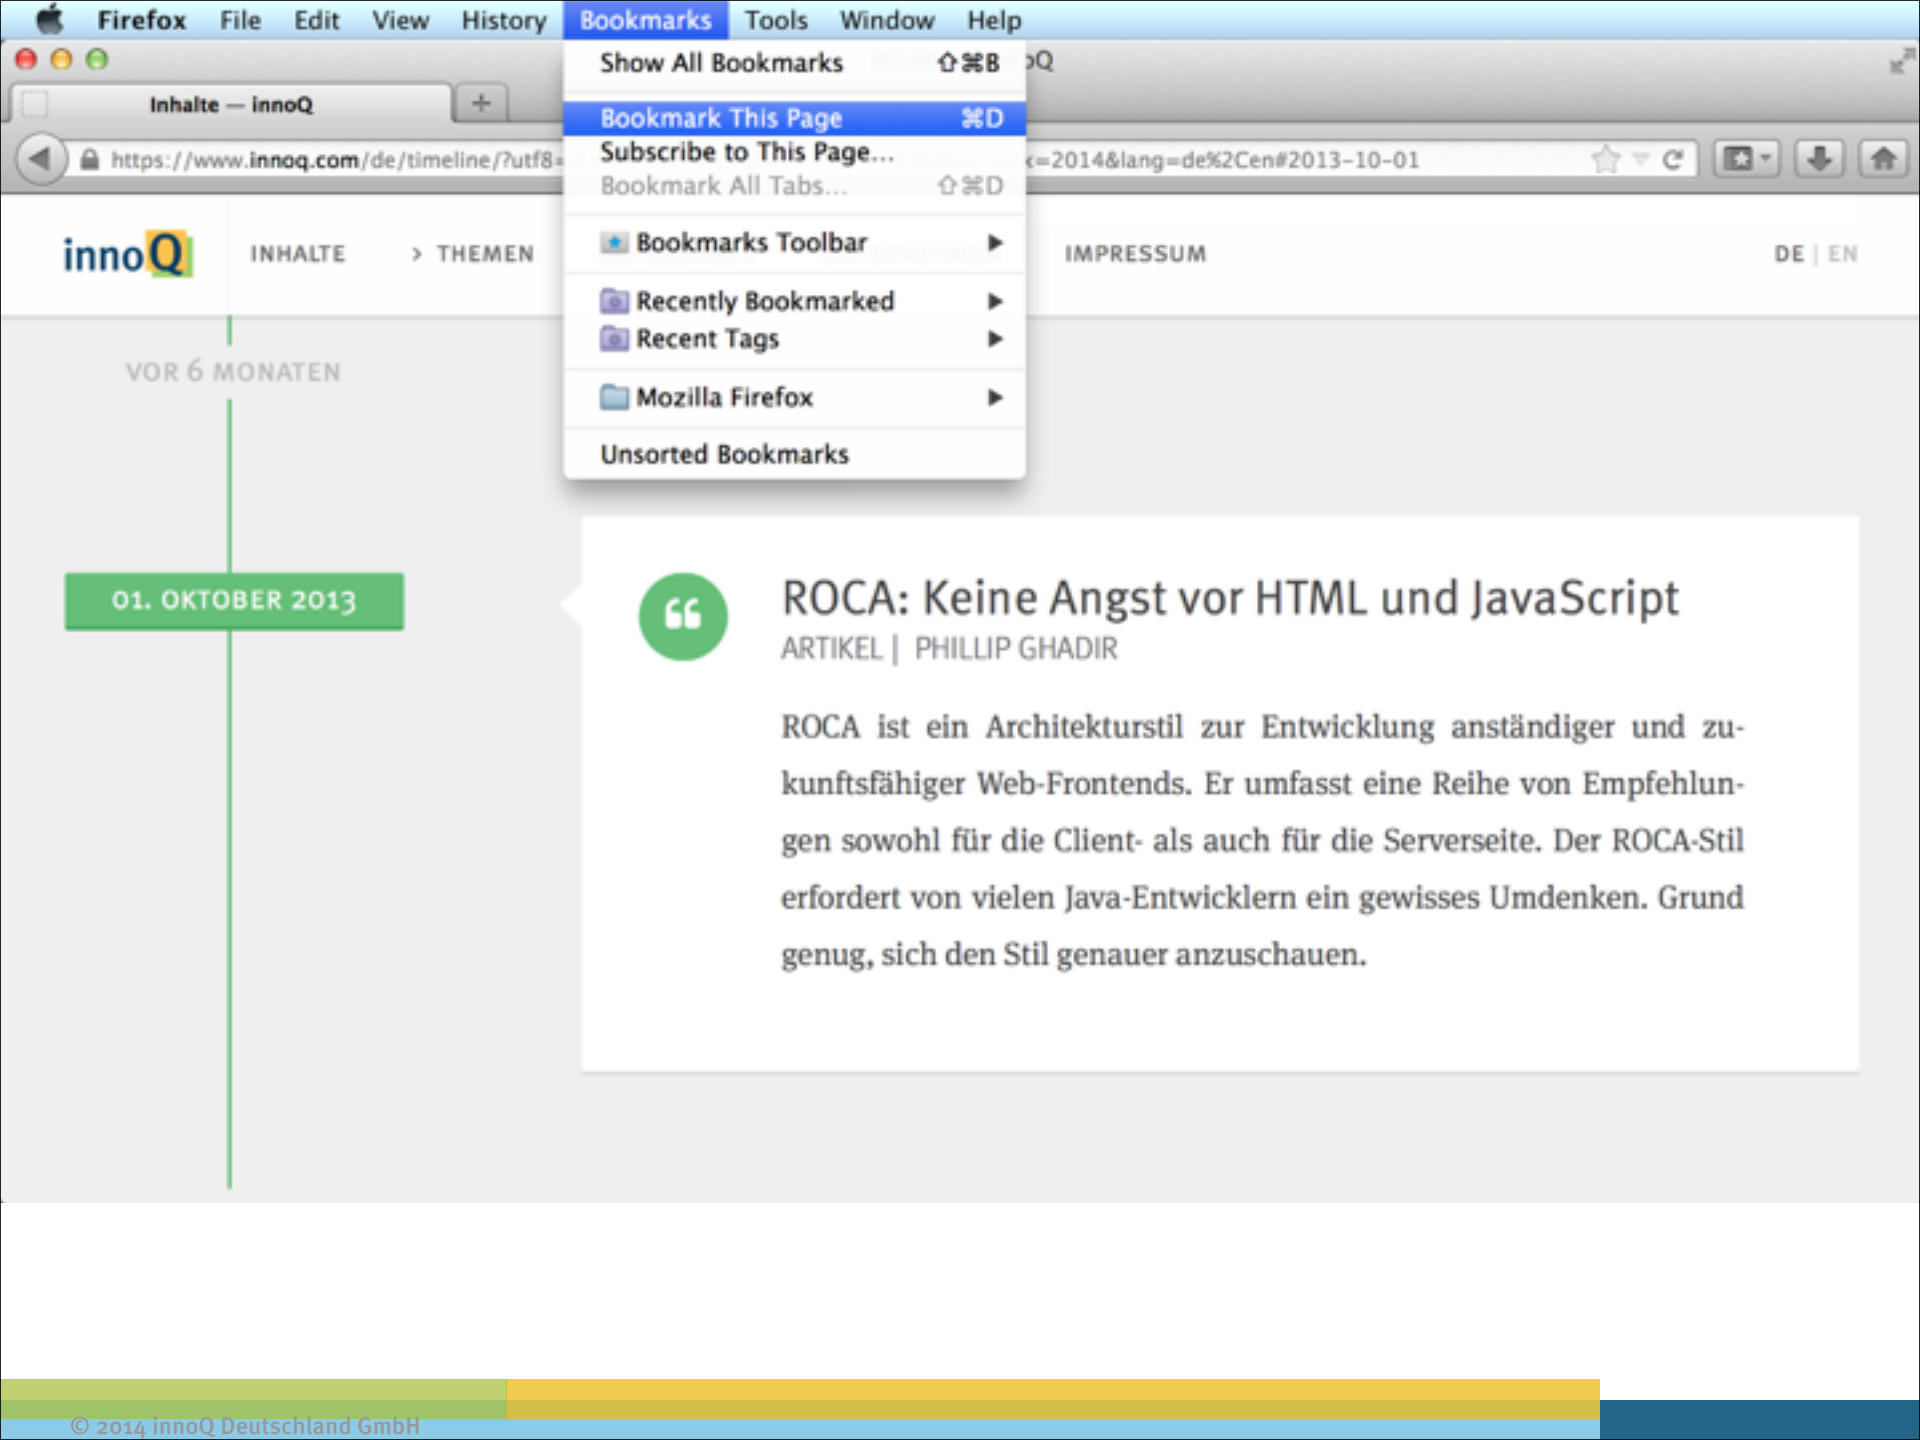 Firefox File Edit View History Bookmarks Tools Window Help
Show All Bookmarks ⇧⌘B
oQ
Inhalte — innoQ +
Bookmark This Page ⌘D
https://www.innoq.com/de/timeline/?utf8= =2014&lang=de%2Cen#2013-10-01
Subscribe to This Page...
Bookmark All Tabs... ⇧⌘D
innoQ INHALTE > THEMEN IMPRESSUM DE | EN
Bookmarks Toolbar
Recently Bookmarked
Recent Tags
Mozilla Firefox
Unsorted Bookmarks
VOR 6 MONATEN
01. OKTOBER 2013
ROCA: Keine Angst vor HTML und JavaScript
ARTIKEL | PHILLIP GHADIR
ROCA ist ein Architekturstil zur Entwicklung anständiger und zu-
kunftsfähiger Web-Frontends. Er umfasst eine Reihe von Empfehlun-
gen sowohl für die Client- als auch für die Serverseite. Der ROCA-Stil
erfordert von vielen Java-Entwicklern ein gewisses Umdenken. Grund
genug, sich den Stil genauer anzuschauen.
© 2014 innoQ Deutschland GmbH